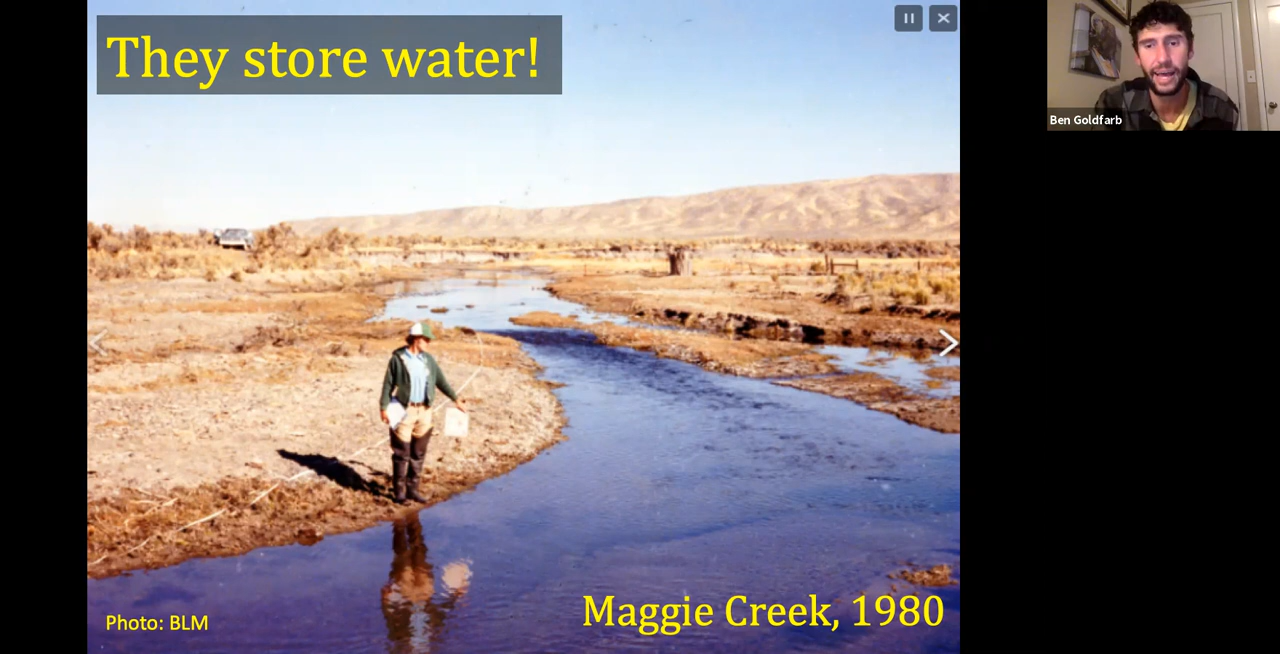 They store water!
Ben Goldfarb
Photo: BLM
Maggie Creek, 1980